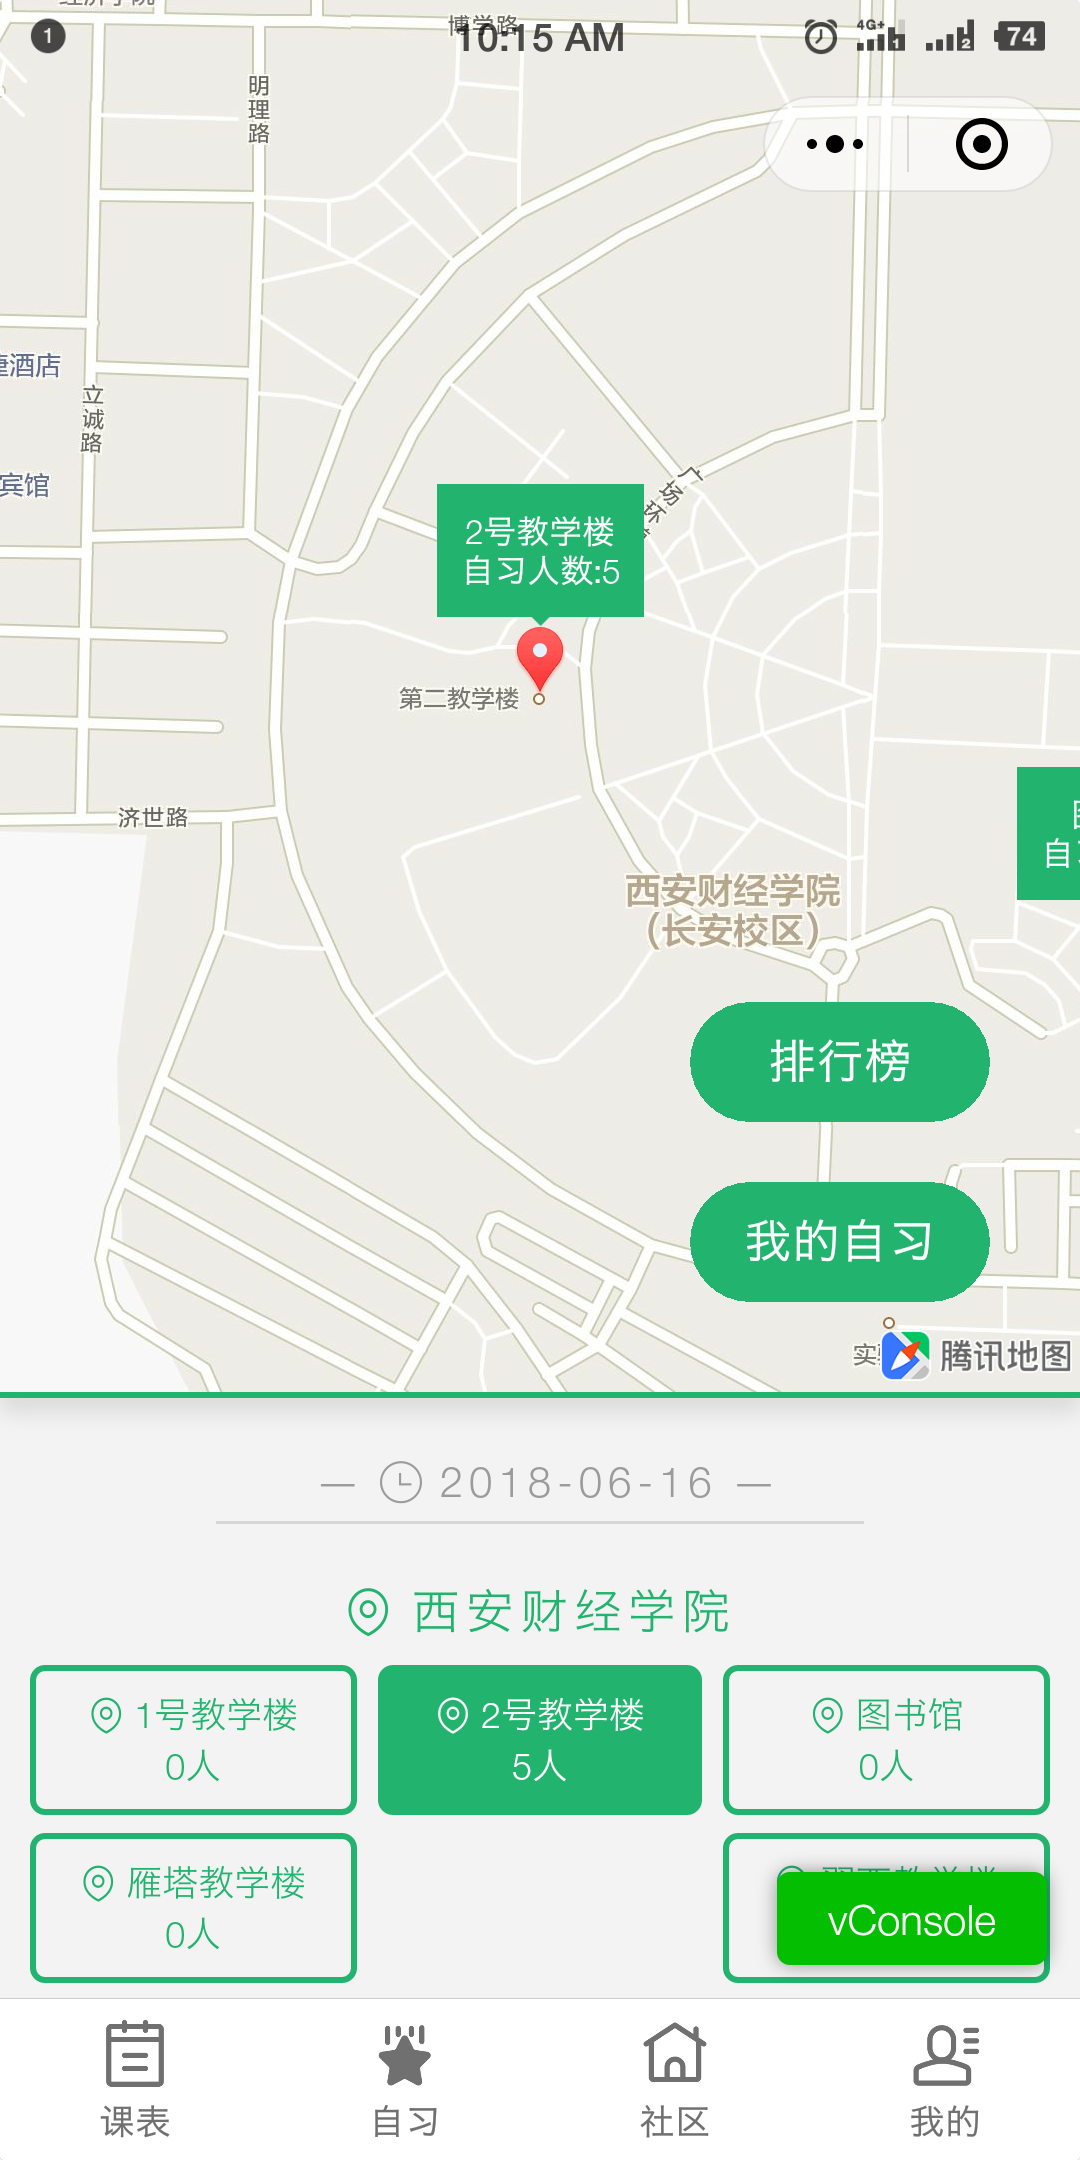 1
10:15 AM
4G+
1
2
74
博学路
明理路
酒店
立诚路
宾馆
广场环
2号教学楼
自习人数:5
第二教学楼
济世路
自
西安财经学院
(长安校区)
排行榜
我的自习
实
腾讯地图
2018-06-16
西安财经学院
1号教学楼
0人
2号教学楼
5人
图书馆
0人
雁塔教学楼
0人
vConsole
课表
自习
社区
我的